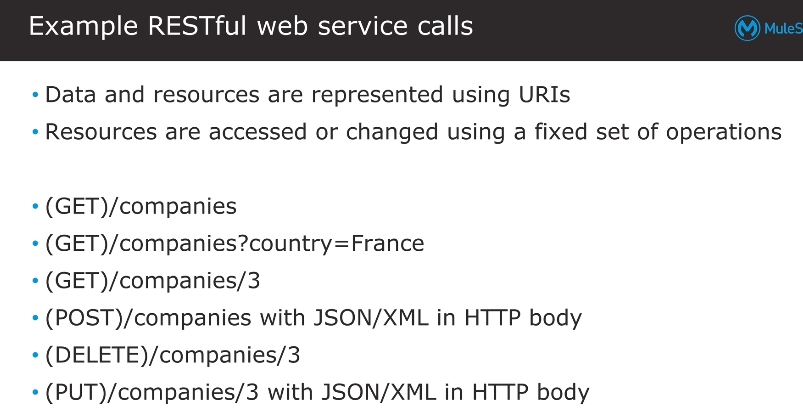 Example RESTful web service calls
MuleS
• Data and resources are represented using URIs
• Resources are accessed or changed using a fixed set of operations
• (GET)/companies
• (GET)/companies?country=France
• (GET)/companies/3
• (POST)/companies with JSON/XML in HTTP body
• (DELETE)/companies/3
• (PUT)/companies/3 with JSON/XML in HTTP body